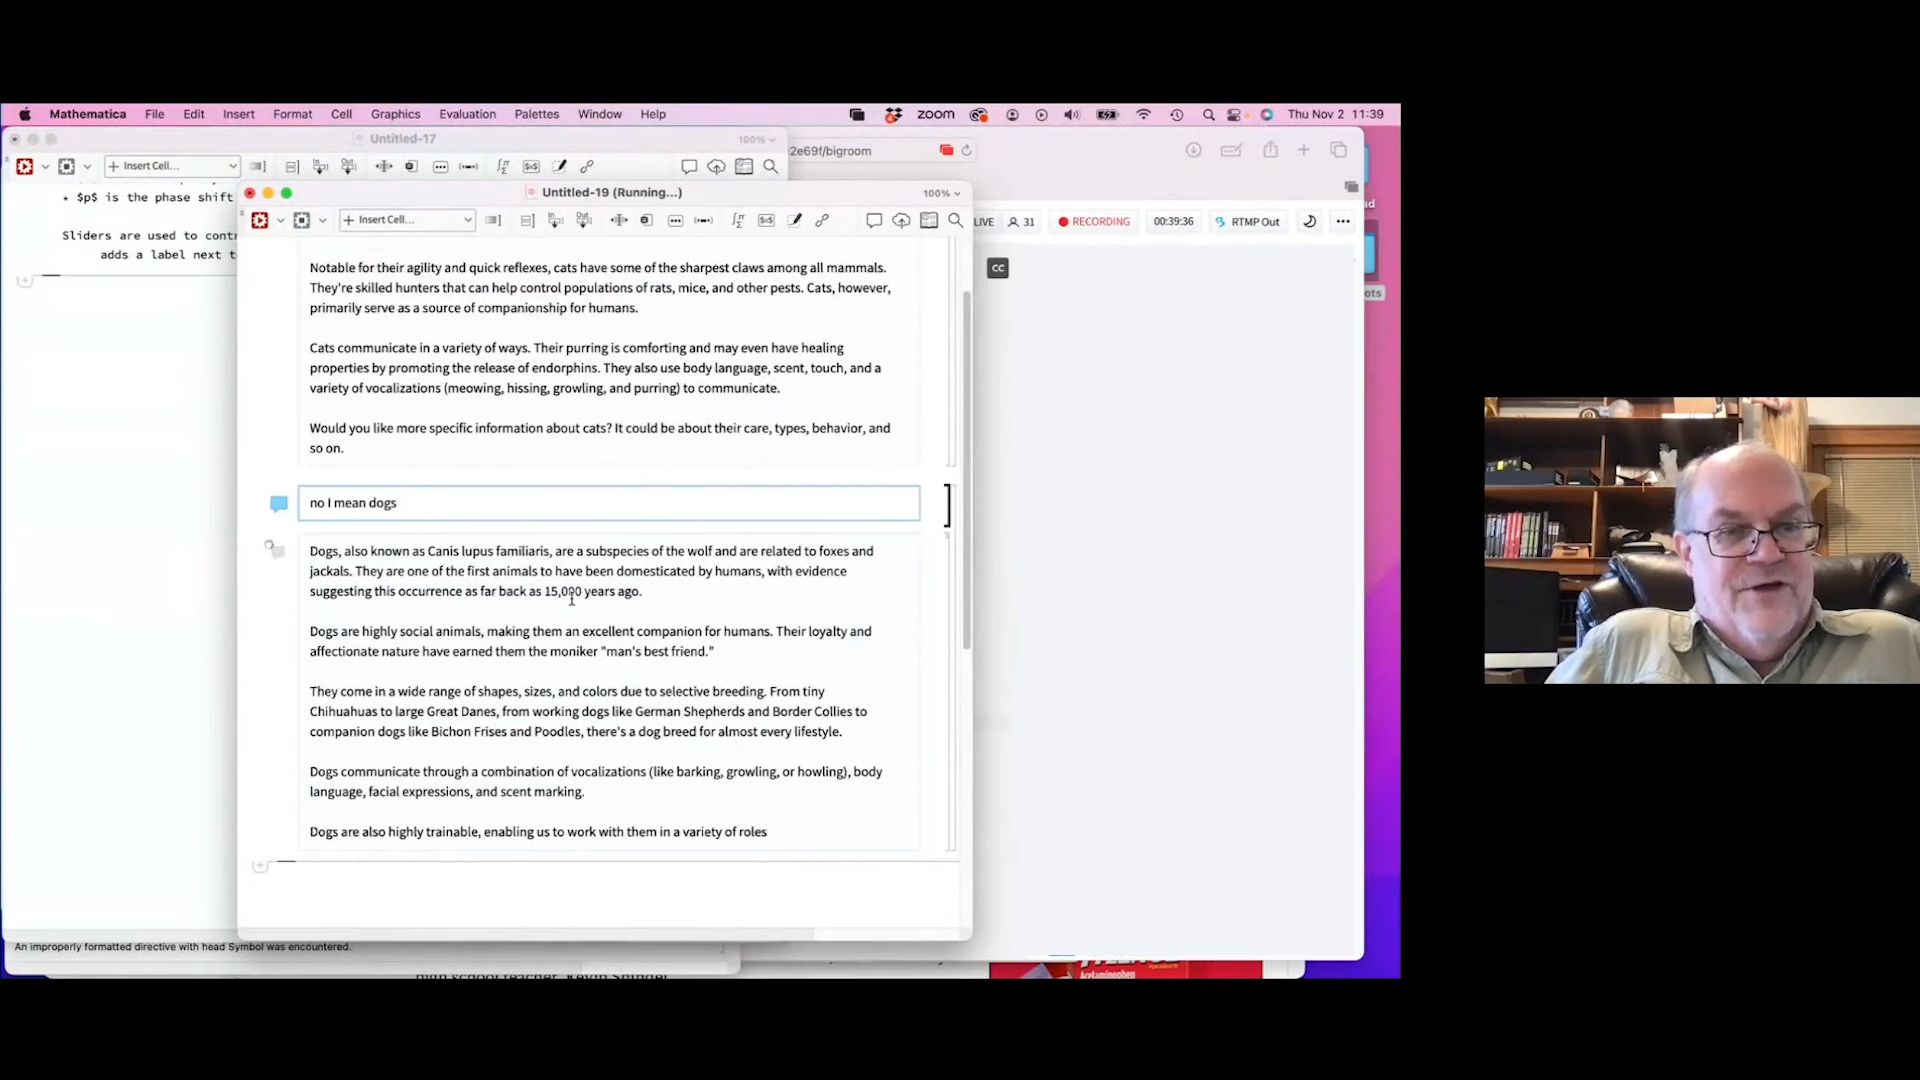 Mathematica File Edit Insert Format Cell Graphics Evaluation Palettes Window Help zoom Thu Nov 2 11:39
Untitled-17 100%
Insert Cell...
2e69f/bigroom
* $p$ is the phase shift
Sliders are used to contr
adds a label next t
Untitled-19 (Running...) 100%
Insert Cell...
LIVE 31 RECORDING 00:39:36 RTMP Out
CC
Notable for their agility and quick reflexes, cats have some of the sharpest claws among all mammals.
They're skilled hunters that can help control populations of rats, mice, and other pests. Cats, however,
primarily serve as a source of companionship for humans.
Cats communicate in a variety of ways. Their purring is comforting and may even have healing
properties by promoting the release of endorphins. They also use body language, scent, touch, and a
variety of vocalizations (meowing, hissing, growling, and purring) to communicate.
Would you like more specific information about cats? It could be about their care, types, behavior, and
so on.
no I mean dogs
Dogs, also known as Canis lupus familiaris, are a subspecies of the wolf and are related to foxes and
jackals. They are one of the first animals to have been domesticated by humans, with evidence
suggesting this occurrence as far back as 15,000 years ago.
Dogs are highly social animals, making them an excellent companion for humans. Their loyalty and
affectionate nature have earned them the moniker "man's best friend."
They come in a wide range of shapes, sizes, and colors due to selective breeding. From tiny
Chihuahuas to large Great Danes, from working dogs like German Shepherds and Border Collies to
companion dogs like Bichon Frises and Poodles, there's a dog breed for almost every lifestyle.
Dogs communicate through a combination of vocalizations (like barking, growling, or howling), body
language, facial expressions, and scent marking.
Dogs are also highly trainable, enabling us to work with them in a variety of roles
An improperly formatted directive with head Symbol was encountered.
Acetaminophen